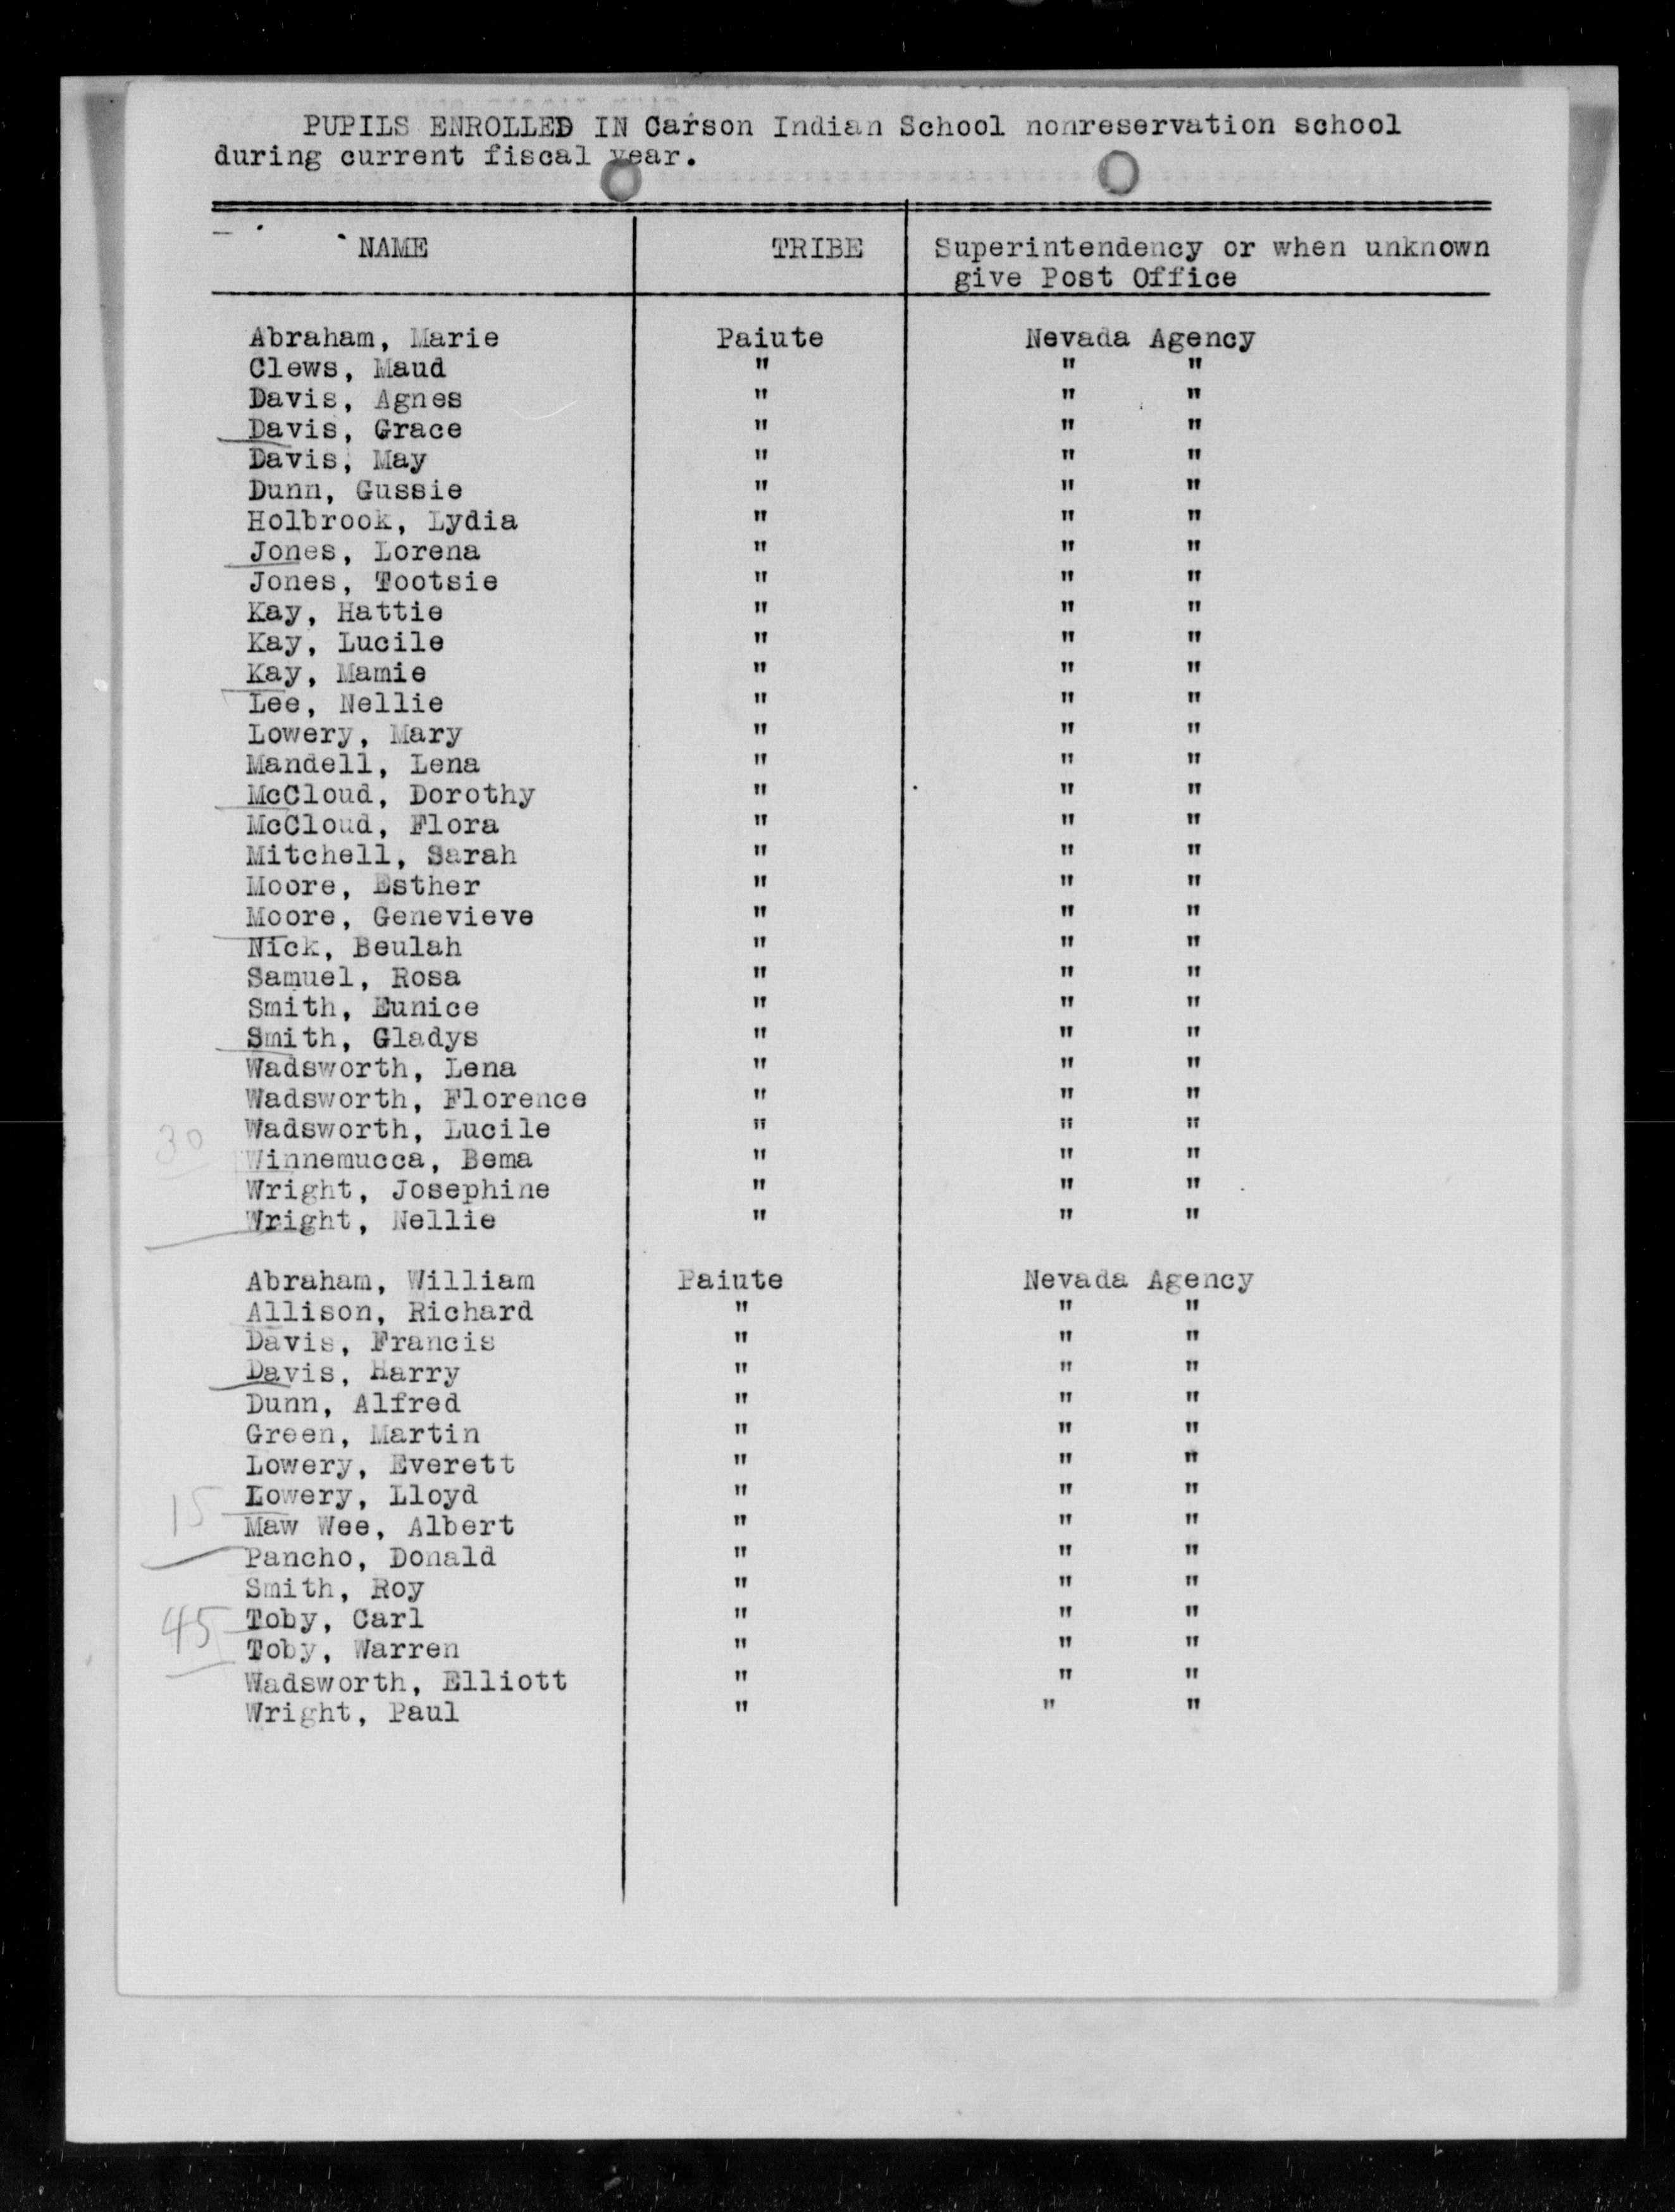 PUPILS ENROLLED IN Carson Indian School nonreservation school
during current fiscal year.
NAME TRIBE Superintendency or when unknown
give Post Office
Abraham, Marie Paiute Nevada Agency
Clews, Maud " " "
Davis, Agnes " " "
Davis, Grace " " "
Davis, May " " "
Dunn, Gussie " " "
Holbrook, Lydia " " "
Jones, Lorena " " "
Jones, Tootsie " " "
Kay, Hattie " " "
Kay, Lucile " " "
Kay, Mamie " " "
Lee, Nellie " " "
Lowery, Mary " " "
Mandell, Lena " " "
McCloud, Dorothy " " "
McCloud, Flora " " "
Mitchell, Sarah " " "
Moore, Esther " " "
Moore, Genevieve " " "
Nick, Beulah " " "
Samuel, Rosa " " "
Smith, Eunice " " "
Smith, Gladys " " "
Wadsworth, Lena " " "
Wadsworth, Florence " " "
30 Wadsworth, Lucile " " "
Winnemucca, Bema " " "
Wright, Josephine " " "
Wright, Nellie " " "
Abraham, William Paiute Nevada Agency
Allison, Richard " " "
Davis, Francis " " "
Davis, Harry " " "
Dunn, Alfred " " "
Green, Martin " " "
Lowery, Everett " " "
Lowery, Lloyd " " "
15 Maw Wee, Albert " " "
Pancho, Donald " " "
Smith, Roy " " "
45 Toby, Carl " " "
Toby, Warren " " "
Wadsworth, Elliott " " "
Wright, Paul " " "